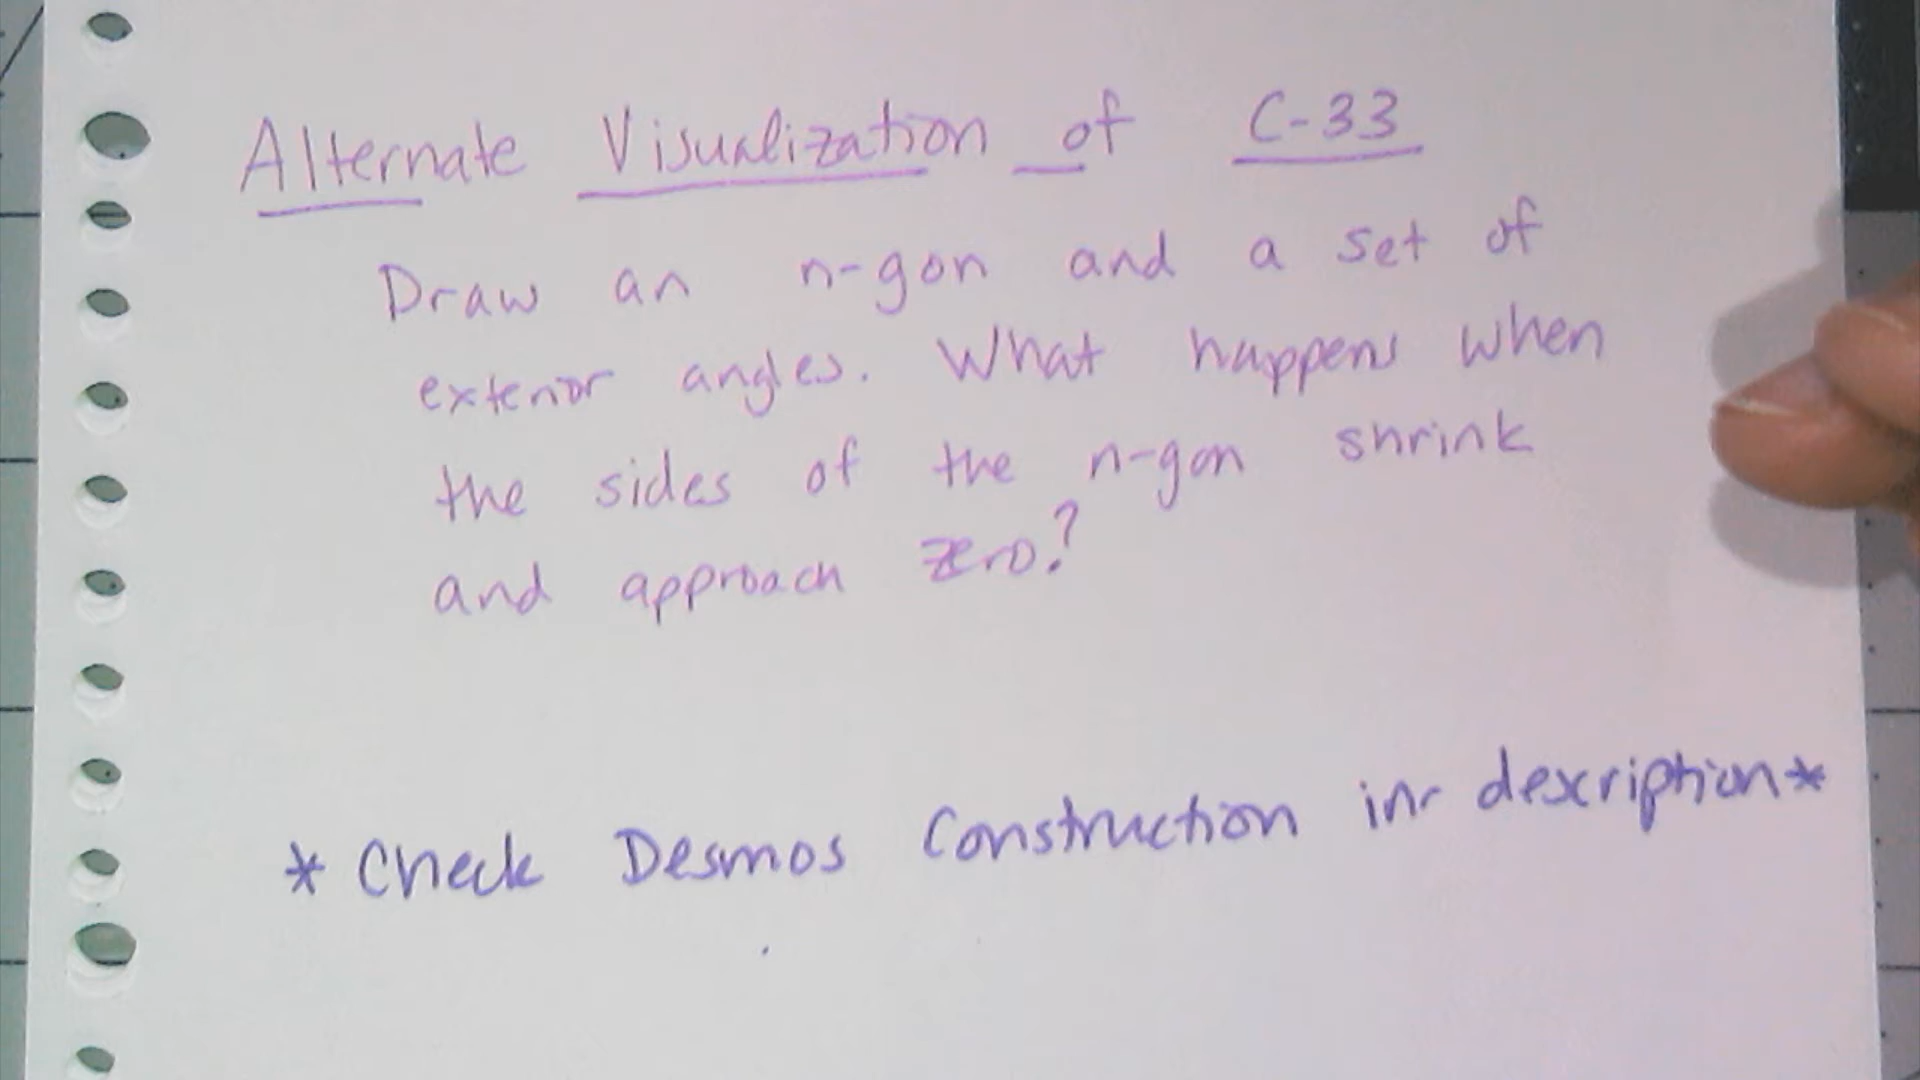 Alternate Visualization of C-33
Draw an n-gon and a set of
exterior angles. What happens when
the sides of the n-gon shrink
and approach zero?
* Check Desmos Construction in description *